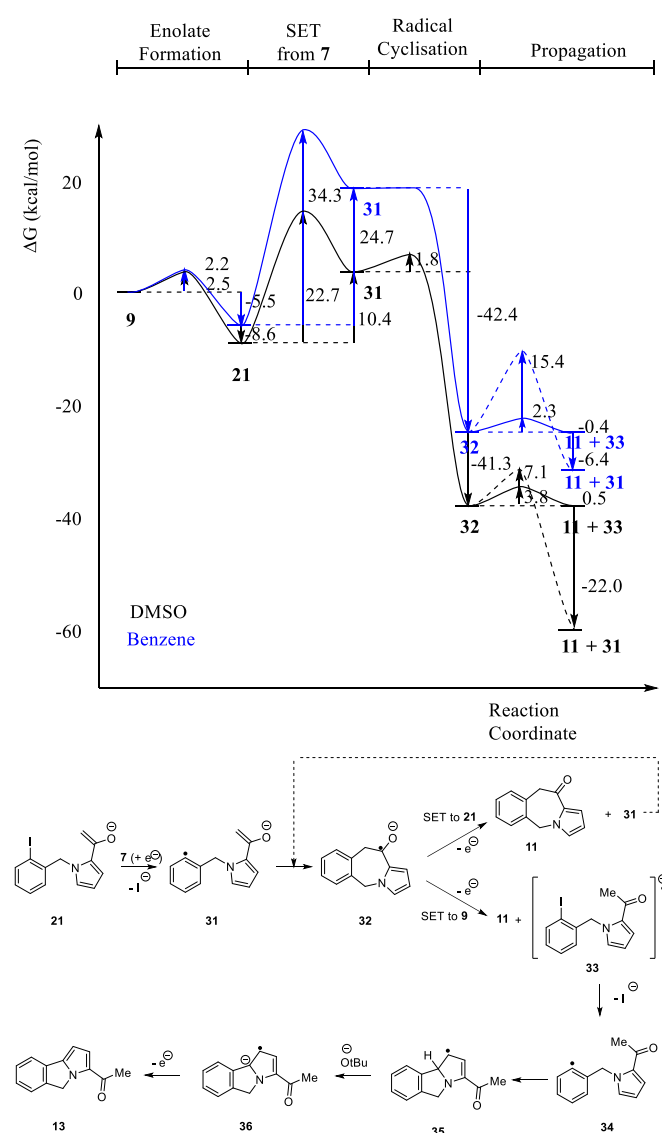 Enolate Formation
SET from 7
Radical Cyclisation
Propagation
ΔG (kcal/mol)
20
0
-20
-40
-60
9
2.2
2.5
-5.5
-8.6
21
34.3
22.7
31
24.7
31
10.4
1.8
-42.4
-41.3
32
32
15.4
2.3
7.1
3.8
-0.4
11 + 33
-6.4
11 + 31
0.5
11 + 33
-22.0
11 + 31
DMSO
Benzene
Reaction
Coordinate
I
O⊖
N
21
7 (+ e⊖)
- I⊖
O⊖
N
31
O⊖
N
32
SET to 21
- e⊖
O
N
11
+ 31
- e⊖
SET to 9
11 +
I
Me
O
N
33
- I⊖
Me
O
N
34
H
N
Me
O
35
⊖OtBu
⊖
N
Me
O
36
- e⊖
N
Me
O
13